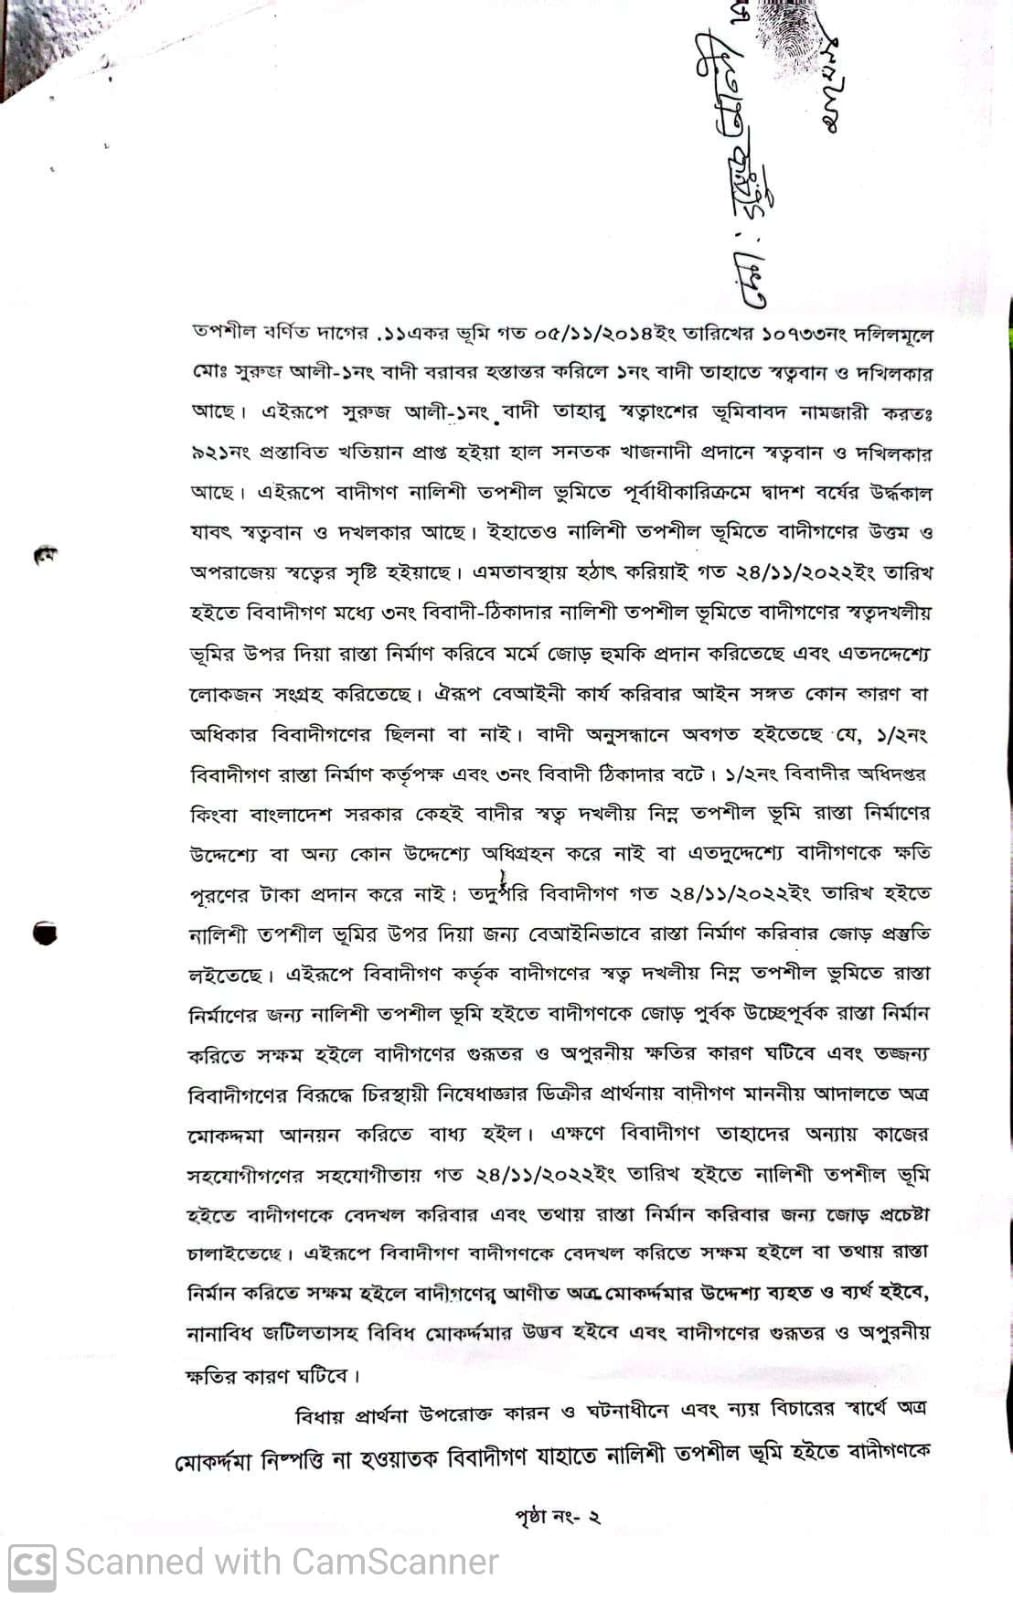 মোঃ সুরুজ আলী
তপশীল বর্ণিত দাগের .১১একর ভূমি গত ০৫/১১/২০১৪ইং তারিখের ১০৭৩৩নং দলিলমূলে
মোঃ সুরুজ আলী-১নং বাদী বরাবর হস্তান্তর করিলে ১নং বাদী তাহাতে স্বত্ববান ও দখিলকার
আছে। এইরূপে সুরুজ আলী-১নং বাদী তাহার স্বত্বাংশের ভূমিবাবদ নামজারী করতঃ
৯২১নং প্রস্তাবিত খতিয়ান প্রাপ্ত হইয়া হাল সনতক খাজনাদী প্রদানে স্বত্ববান ও দখিলকার
আছে। এইরূপে বাদীগণ নালিশী তপশীল ভুমিতে পূর্বাধীকারিক্রমে দ্বাদশ বর্ষের উর্দ্ধকাল
যাবৎ স্বত্ববান ও দখলকার আছে। ইহাতেও নালিশী তপশীল ভূমিতে বাদীগণের উত্তম ও
অপরাজেয় স্বত্বের সৃষ্টি হইয়াছে। এমতাবস্থায় হঠাৎ করিয়াই গত ২৪/১১/২০২২ইং তারিখ
হইতে বিবাদীগণ মধ্যে ৩নং বিবাদী-ঠিকাদার নালিশী তপশীল ভূমিতে বাদীগণের স্বত্বদখলীয়
ভূমির উপর দিয়া রাস্তা নির্মাণ করিবে মর্মে জোড় হুমকি প্রদান করিতেছে এবং এতদদ্দেশ্যে
লোকজন সংগ্রহ করিতেছে। ঐরূপ বেআইনী কার্য করিবার আইন সঙ্গত কোন কারণ বা
অধিকার বিবাদীগণের ছিলনা বা নাই। বাদী অনুসন্ধানে অবগত হইতেছে যে, ১/২নং
বিবাদীগণ রাস্তা নির্মাণ কর্তৃপক্ষ এবং ৩নং বিবাদী ঠিকাদার বটে। ১/২নং বিবাদীর অধিদপ্তর
কিংবা বাংলাদেশ সরকার কেহই বাদীর স্বত্ব দখলীয় নিম্ন তপশীল ভূমি রাস্তা নির্মাণের
উদ্দেশ্যে বা অন্য কোন উদ্দেশ্যে অধিগ্রহন করে নাই বা এতদুদ্দেশ্যে বাদীগণকে ক্ষতি
পূরণের টাকা প্রদান করে নাই। তদুপরি বিবাদীগণ গত ২৪/১১/২০২২ইং তারিখ হইতে
নালিশী তপশীল ভূমির উপর দিয়া জন্য বেআইনিভাবে রাস্তা নির্মাণ করিবার জোড় প্রস্তুতি
লইতেছে। এইরূপে বিবাদীগণ কর্তৃক বাদীগণের স্বত্ব দখলীয় নিম্ন তপশীল ভুমিতে রাস্তা
নির্মাণের জন্য নালিশী তপশীল ভূমি হইতে বাদীগণকে জোড় পুর্বক উচ্ছেপূর্বক রাস্তা নির্মান
করিতে সক্ষম হইলে বাদীগণের গুরূতর ও অপুরনীয় ক্ষতির কারণ ঘটিবে এবং তজ্জন্য
বিবাদীগণের বিরূদ্ধে চিরস্থায়ী নিষেধাজ্ঞার ডিক্রীর প্রার্থনায় বাদীগণ মাননীয় আদালতে অত্র
মোকদ্দমা আনয়ন করিতে বাধ্য হইল। এক্ষণে বিবাদীগণ তাহাদের অন্যায় কাজের
সহযোগীগণের সহযোগীতায় গত ২৪/১১/২০২২ইং তারিখ হইতে নালিশী তপশীল ভূমি
হইতে বাদীগণকে বেদখল করিবার এবং তথায় রাস্তা নির্মান করিবার জন্য জোড় প্রচেষ্টা
চালাইতেছে। এইরূপে বিবাদীগণ বাদীগণকে বেদখল করিতে সক্ষম হইলে বা তথায় রাস্তা
নির্মান করিতে সক্ষম হইলে বাদীগণের আণীত অত্র মোকর্দ্দমার উদ্দেশ্য ব্যহত ও ব্যর্থ হইবে,
নানাবিধ জটিলতাসহ বিবিধ মোকর্দ্দমার উদ্ভব হইবে এবং বাদীগণের গুরূতর ও অপুরনীয়
ক্ষতির কারণ ঘটিবে।
বিধায় প্রার্থনা উপরোক্ত কারন ও ঘটনাধীনে এবং ন্যয় বিচারের স্বার্থে অত্র
মোকর্দ্দমা নিষ্পত্তি না হওয়াতক বিবাদীগণ যাহাতে নালিশী তপশীল ভূমি হইতে বাদীগণকে
পৃষ্ঠা নং- ২
CS Scanned with CamScanner